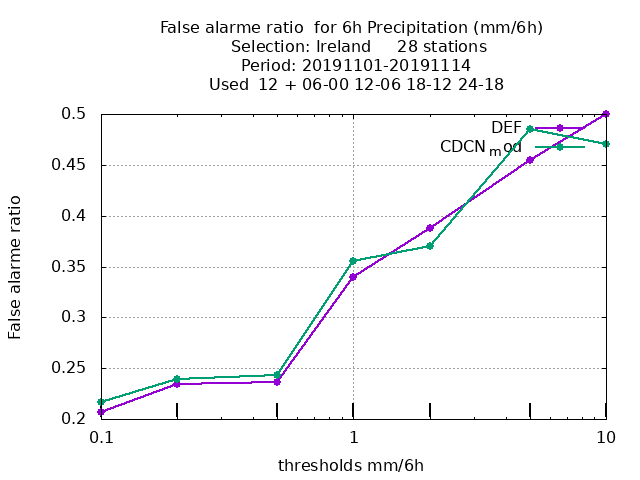 False alarme ratio  for 6h Precipitation (mm/6h)
Selection: Ireland     28 stations
Period: 20191101-20191114
Used  12 + 06-00 12-06 18-12 24-18
DEF
CDCNmod
False alarme ratio
0.5
0.45
0.4
0.35
0.3
0.25
0.2
0.1
1
10
thresholds mm/6h